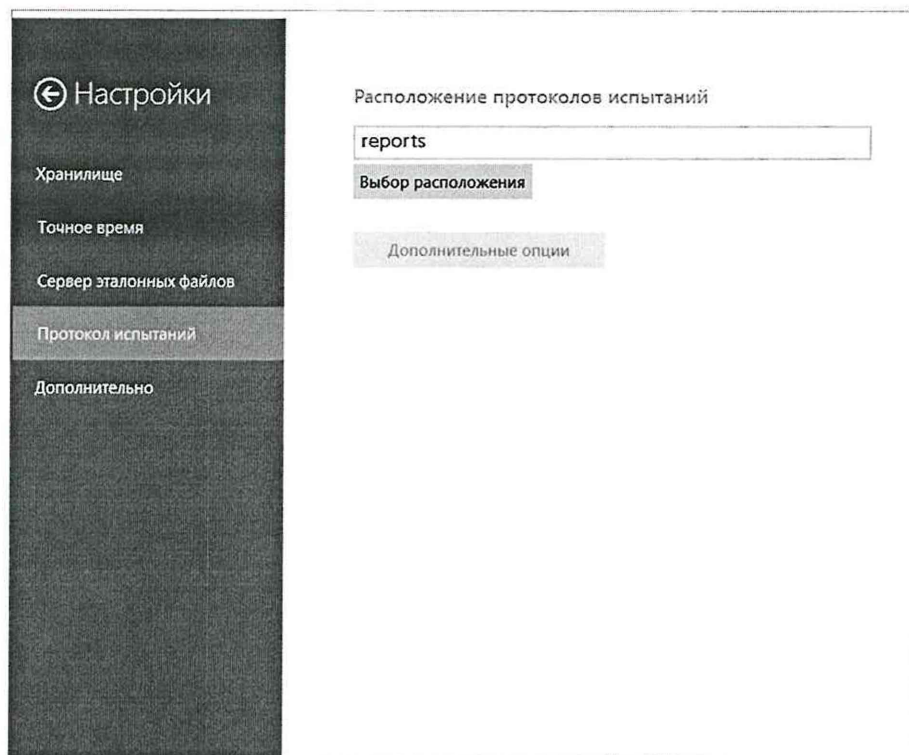 Настройки
Хранилище
Точное время
Сервер эталонных файлов
Протокол испытаний
Дополнительно
Расположение протоколов испытаний
reports
Выбор расположения
Дополнительные опции